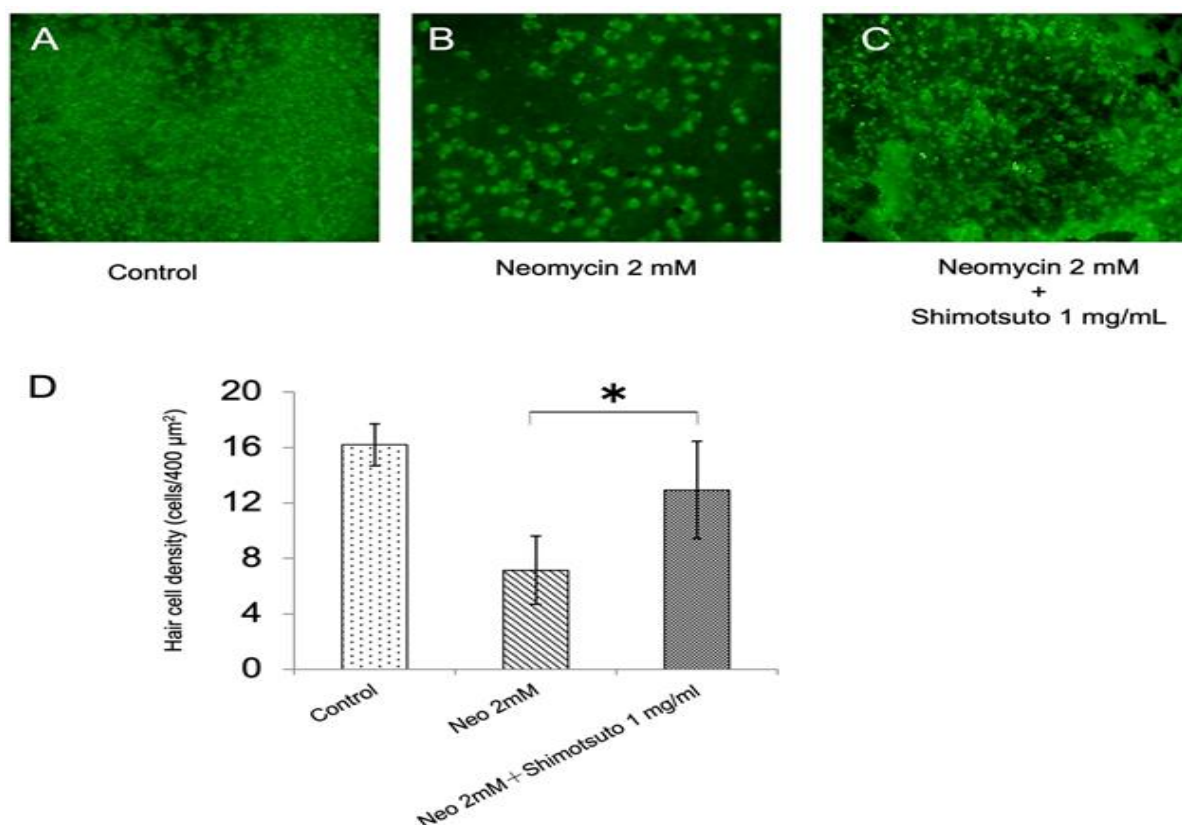 A
B
C
Control
Neomycin 2 mM
Neomycin 2 mM
+
Shimotsuto 1 mg/mL
D
Hair cell density (cells/400 μm²)
20
16
12
8
4
0
*
Control
Neo 2mM
Neo 2mM+Shimotsuto 1 mg/ml